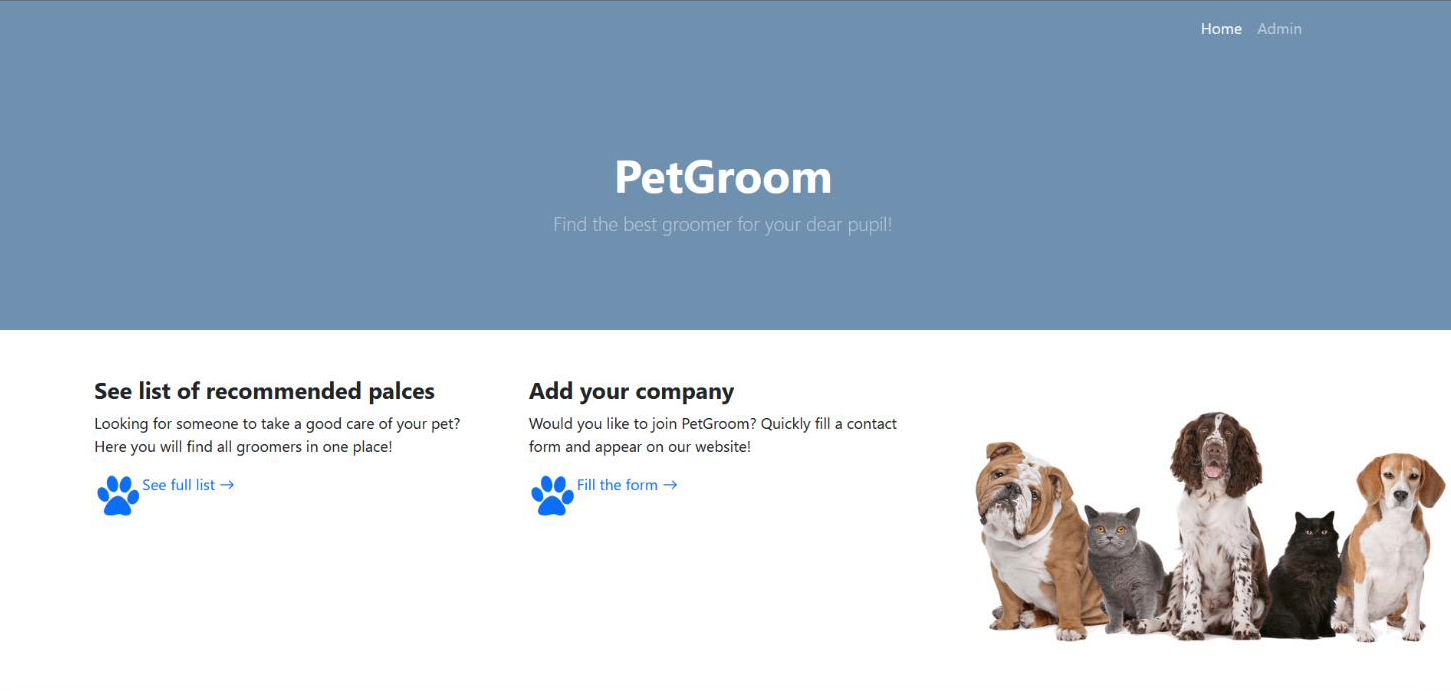 Home Admin
PetGroom
Find the best groomer for your dear pupil!
See list of recommended palces
Looking for someone to take a good care of your pet?
Here you will find all groomers in one place!
See full list →
Add your company
Would you like to join PetGroom? Quickly fill a contact
form and appear on our website!
Fill the form →